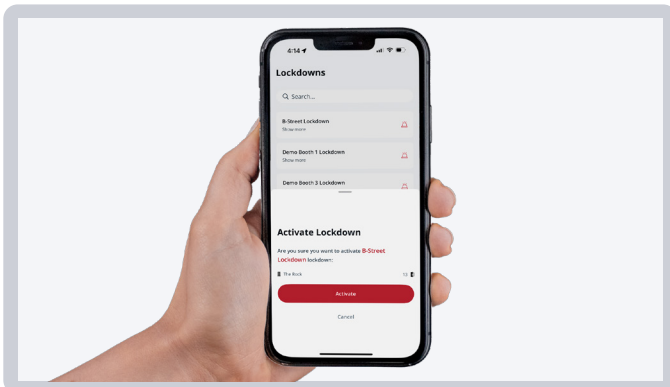 4:14
Lockdowns
Search...
B-Street Lockdown
Show more
Demo Booth 1 Lockdown
Show more
Demo Booth 3 Lockdown
Activate Lockdown
Are you sure you want to activate B-Street
Lockdown lockdown:
The Rock 13
Activate
Cancel